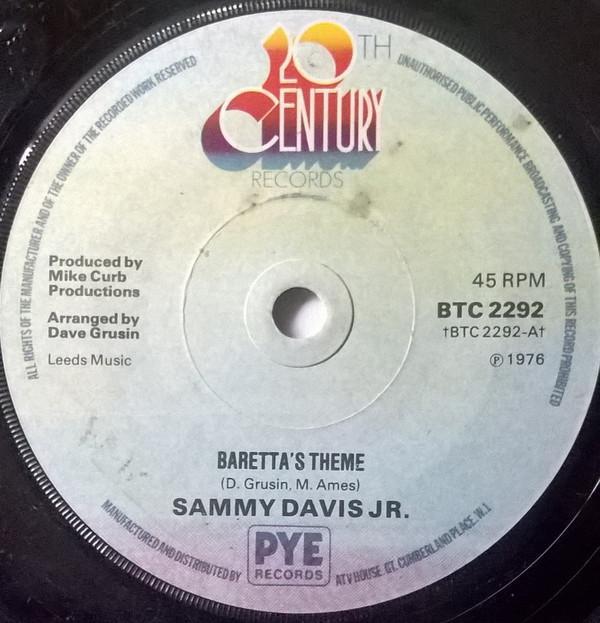 20TH
CENTURY
RECORDS
ALL RIGHTS OF THE MANUFACTURER AND OF THE OWNER OF THE RECORDED WORK RESERVED
UNAUTHORISED PUBLIC PERFORMANCE BROADCASTING AND COPYING OF THIS RECORD PROHIBITED
Produced by
Mike Curb
Productions
Arranged by
Dave Grusin
Leeds Music
45 RPM
BTC 2292
†BTC 2292-A†
Ⓟ 1976
BARETTA'S THEME
(D. Grusin, M. Ames)
SAMMY DAVIS JR.
MANUFACTURED AND DISTRIBUTED BY
PYE
RECORDS
ATV HOUSE GT. CUMBERLAND PLACE, W.1